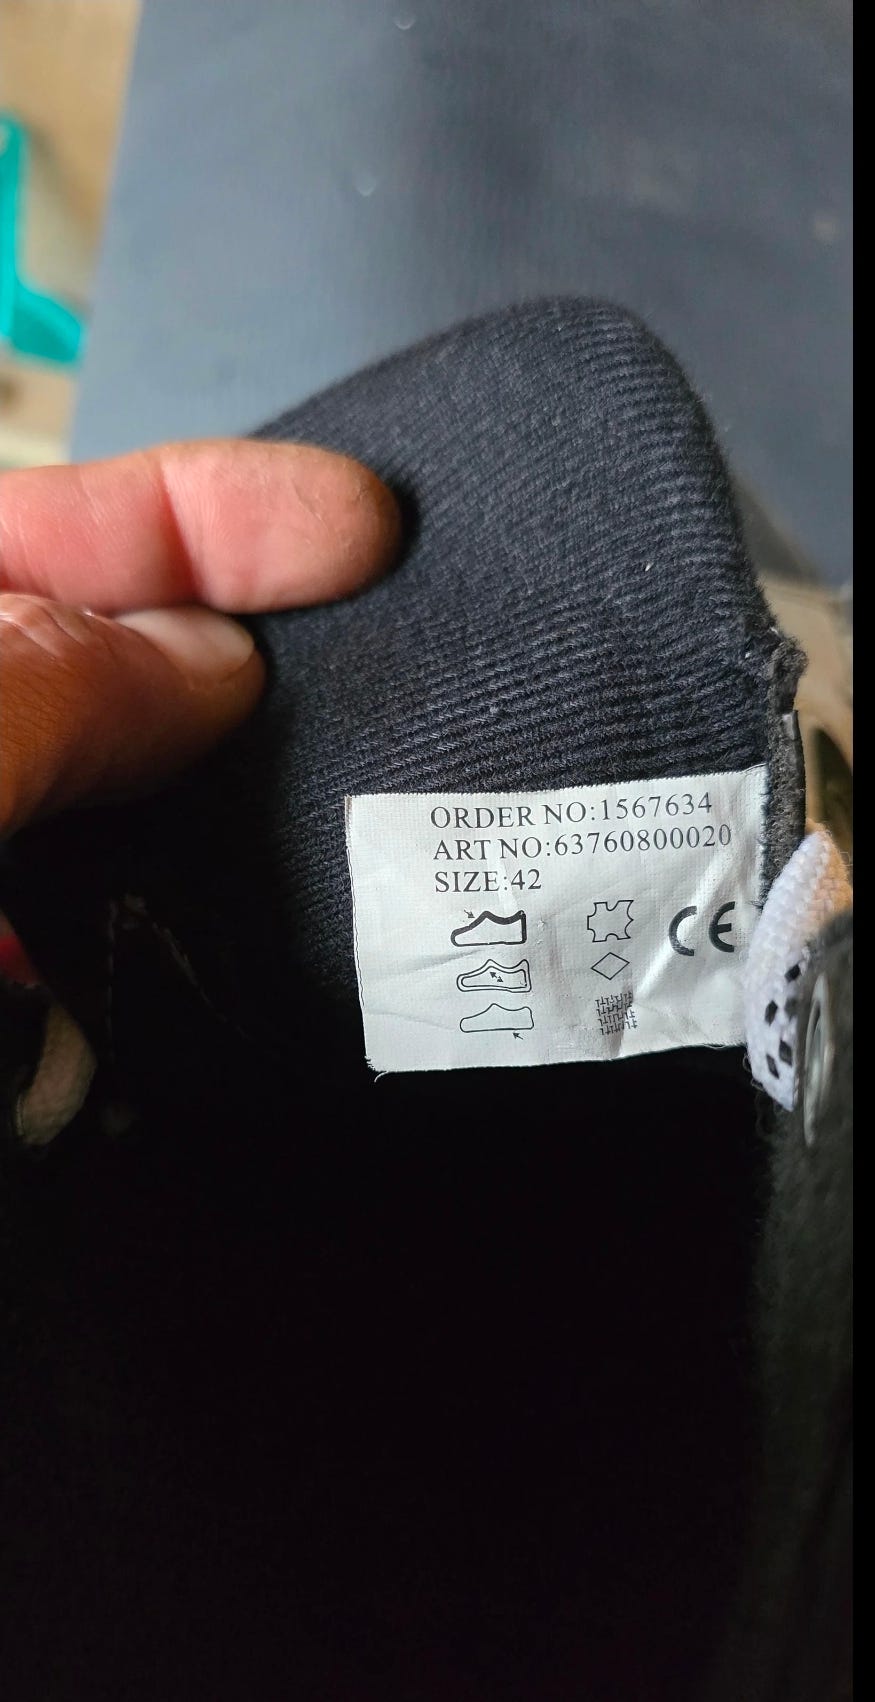 ORDER NO:1567634
ART NO:63760800020
SIZE:42
CE